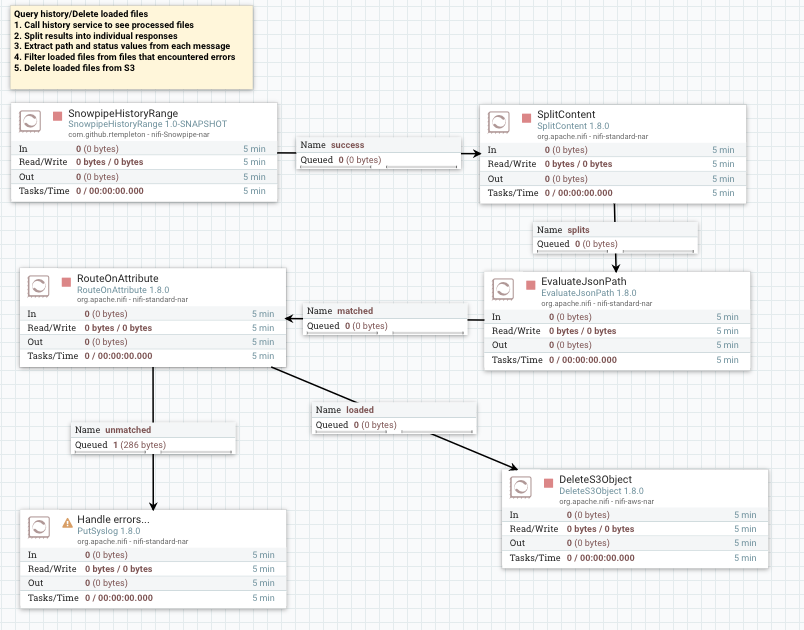 Query history/Delete loaded files
1. Call history service to see processed files
2. Split results into individual responses
3. Extract path and status values from each message
4. Filter loaded files from files that encountered errors
5. Delete loaded files from S3
SnowpipeHistoryRange
SnowpipeHistoryRange 1.0-SNAPSHOT
com.github.rtempleton - nifi-Snowpipe-nar
In 0 (0 bytes) 5 min
Read/Write 0 bytes / 0 bytes 5 min
Out 0 (0 bytes) 5 min
Tasks/Time 0 / 00:00:00.000 5 min
Name success
Queued 0 (0 bytes)
SplitContent
SplitContent 1.8.0
org.apache.nifi - nifi-standard-nar
In 0 (0 bytes) 5 min
Read/Write 0 bytes / 0 bytes 5 min
Out 0 (0 bytes) 5 min
Tasks/Time 0 / 00:00:00.000 5 min
Name splits
Queued 0 (0 bytes)
EvaluateJsonPath
EvaluateJsonPath 1.8.0
org.apache.nifi - nifi-standard-nar
In 0 (0 bytes) 5 min
Read/Write 0 bytes / 0 bytes 5 min
Out 0 (0 bytes) 5 min
Tasks/Time 0 / 00:00:00.000 5 min
Name matched
Queued 0 (0 bytes)
RouteOnAttribute
RouteOnAttribute 1.8.0
org.apache.nifi - nifi-standard-nar
In 0 (0 bytes) 5 min
Read/Write 0 bytes / 0 bytes 5 min
Out 0 (0 bytes) 5 min
Tasks/Time 0 / 00:00:00.000 5 min
Name unmatched
Queued 1 (286 bytes)
Name loaded
Queued 0 (0 bytes)
Handle errors...
PutSyslog 1.8.0
org.apache.nifi - nifi-standard-nar
In 0 (0 bytes) 5 min
Read/Write 0 bytes / 0 bytes 5 min
Out 0 (0 bytes) 5 min
Tasks/Time 0 / 00:00:00.000 5 min
DeleteS3Object
DeleteS3Object 1.8.0
org.apache.nifi - nifi-aws-nar
In 0 (0 bytes) 5 min
Read/Write 0 bytes / 0 bytes 5 min
Out 0 (0 bytes) 5 min
Tasks/Time 0 / 00:00:00.000 5 min